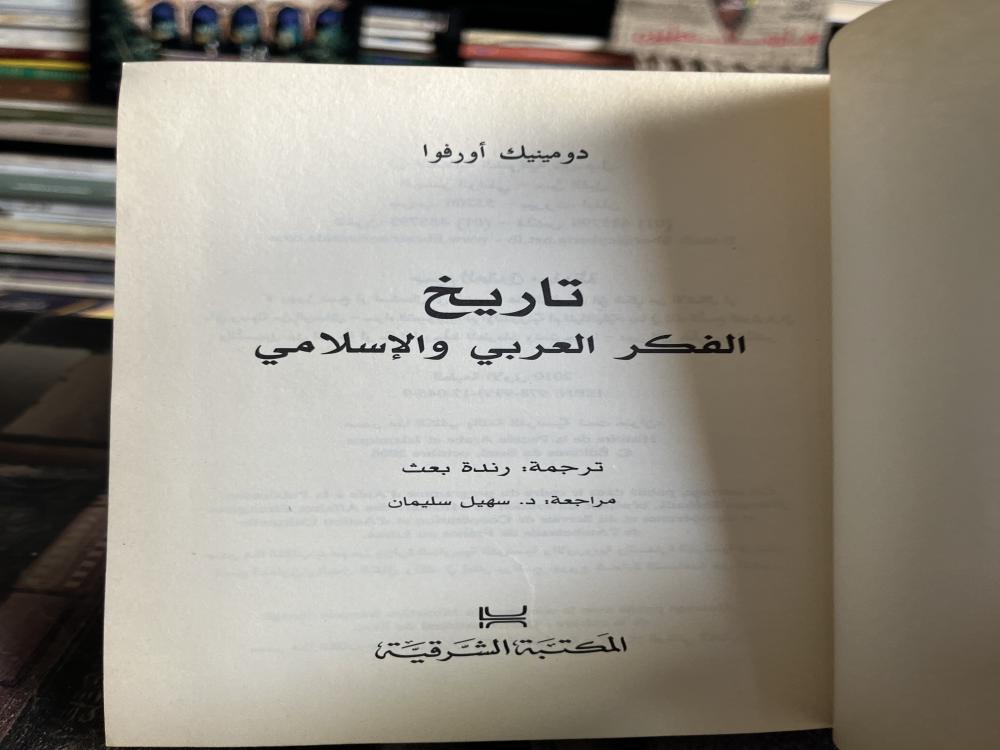 دومينيك أورفوا
تاريخ
الفكر العربي والإسلامي
ترجمة: رندة بعث
مراجعة: د. سهيل سليمان
المكتبة الشرقية